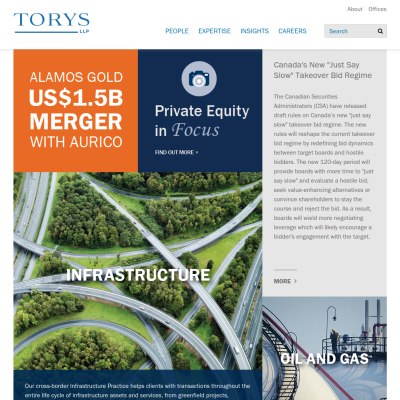 TORYS
LLP
About Offices
PEOPLE EXPERTISE INSIGHTS CAREERS
Search
ALAMOS GOLD
US$1.5B
MERGER
WITH AURICO
Private Equity
in Focus
FIND OUT MORE >
Canada's New "Just Say
Slow" Takeover Bid Regime
The Canadian Securities
Administrators (CSA) have released
draft rules on Canada's new "just say
slow" takeover bid regime. The new
rules will reshape the current takeover
bid regime by redefining bid dynamics
between target boards and hostile
bidders. The new 120-day period will
provide boards with more time to "just
say slow" and evaluate a hostile bid,
seek value-enhancing alternatives or
convince shareholders to stay the
course and reject the bid. As a result,
boards will wield more negotiating
leverage which will likely encourage a
bidder's engagement with the target.
MORE >
INFRASTRUCTURE
Our cross-border Infrastructure Practice helps clients with transactions throughout the
entire life cycle of infrastructure assets and services, from greenfield projects,
OIL AND GAS